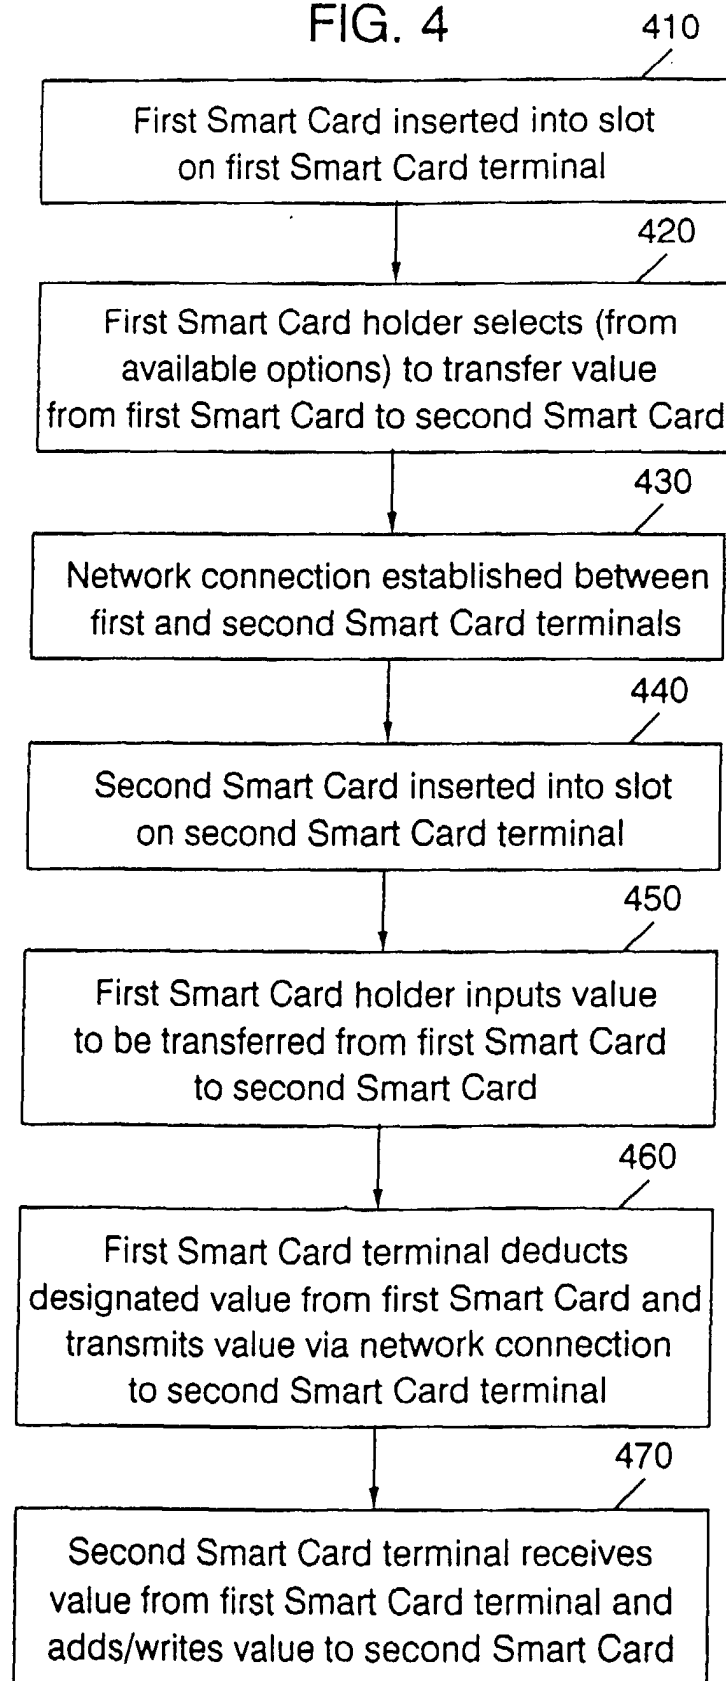 FIG. 4
410
First Smart Card inserted into slot
on first Smart Card terminal
420
First Smart Card holder selects (from
available options) to transfer value
from first Smart Card to second Smart Card
430
Network connection established between
first and second Smart Card terminals
440
Second Smart Card inserted into slot
on second Smart Card terminal
450
First Smart Card holder inputs value
to be transferred from first Smart Card
to second Smart Card
460
First Smart Card terminal deducts
designated value from first Smart Card and
transmits value via network connection
to second Smart Card terminal
470
Second Smart Card terminal receives
value from first Smart Card terminal and
adds/writes value to second Smart Card